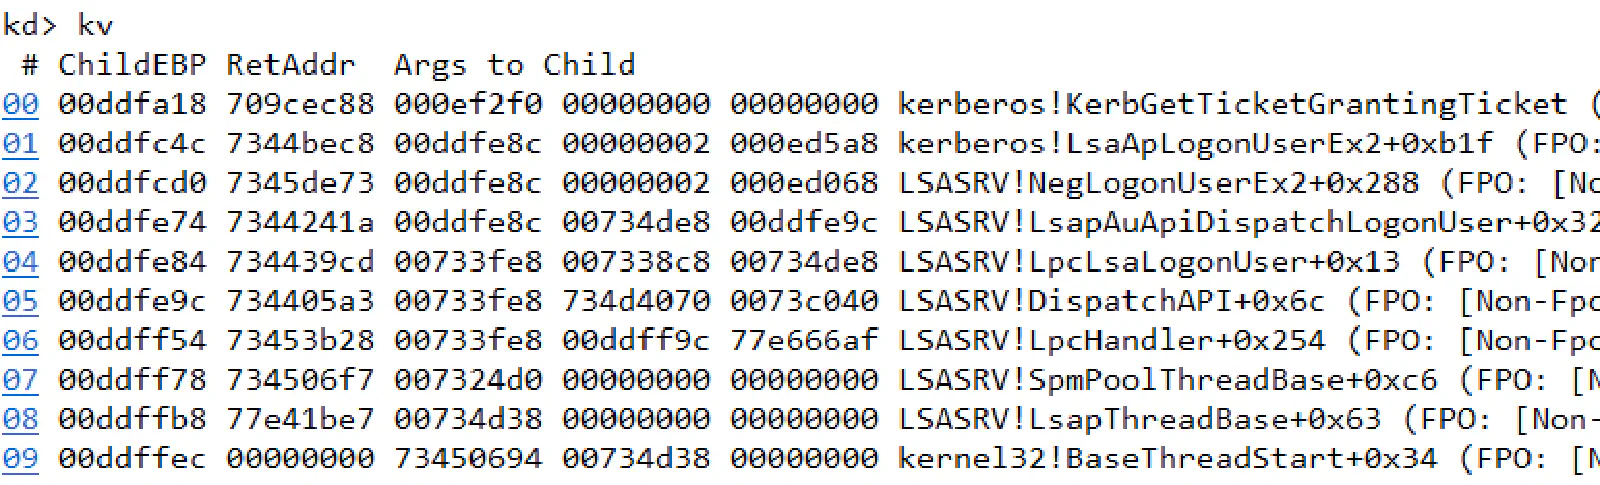 kd> kv
 # ChildEBP RetAddr  Args to Child
00 00ddfa18 709cec88 000ef2f0 00000000 00000000 kerberos!KerbGetTicketGrantingTicket (
01 00ddfc4c 7344bec8 00ddfe8c 00000002 000ed5a8 kerberos!LsaApLogonUserEx2+0xb1f (FPO:
02 00ddfcd0 7345de73 00ddfe8c 00000002 000ed068 LSASRV!NegLogonUserEx2+0x288 (FPO: [No
03 00ddfe74 7344241a 00ddfe8c 00734de8 00ddfe9c LSASRV!LsapAuApiDispatchLogonUser+0x32
04 00ddfe84 734439cd 00733fe8 007338c8 00734de8 LSASRV!LpcLsaLogonUser+0x13 (FPO: [Non
05 00ddfe9c 734405a3 00733fe8 734d4070 0073c040 LSASRV!DispatchAPI+0x6c (FPO: [Non-Fpo
06 00ddff54 73453b28 00733fe8 00ddff9c 77e666af LSASRV!LpcHandler+0x254 (FPO: [Non-Fpo
07 00ddff78 734506f7 007324d0 00000000 00000000 LSASRV!SpmPoolThreadBase+0xc6 (FPO: [N
08 00ddffb8 77e41be7 00734d38 00000000 00000000 LSASRV!LsapThreadBase+0x63 (FPO: [Non-
09 00ddffec 00000000 73450694 00734d38 00000000 kernel32!BaseThreadStart+0x34 (FPO: [N